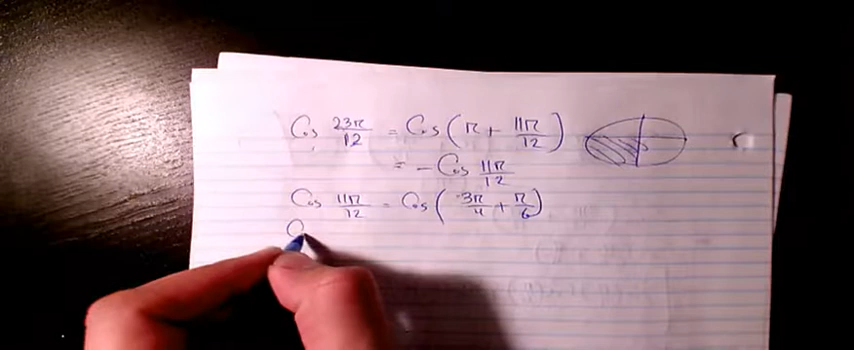 Cos 23π/12 = Cos(π + 11π/12)
= -Cos 11π/12
Cos 11π/12 = Cos(3π/4 + π/6)
C